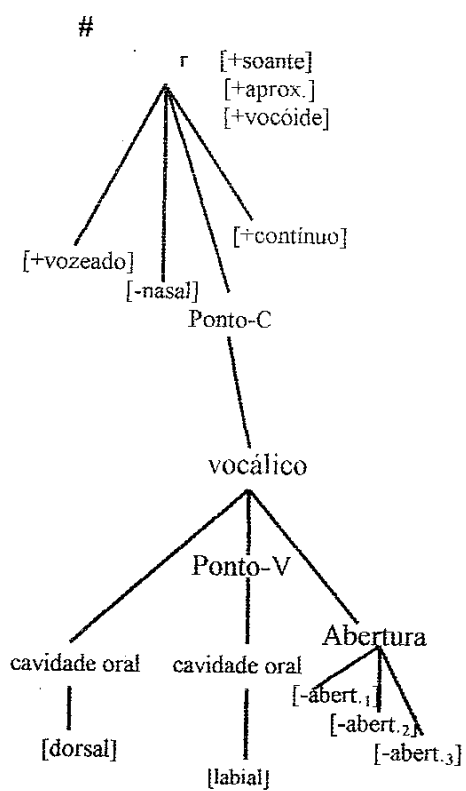 #
r [+soante]
[+aprox.]
[+vocóide]
[+contínuo]
[+vozeado]
[-nasal]
Ponto-C
vocálico
Ponto-V
Abertura
cavidade oral cavidade oral
[-abert.₁]
[-abert.₂]
[dorsal] [-abert.₃]
[labial]